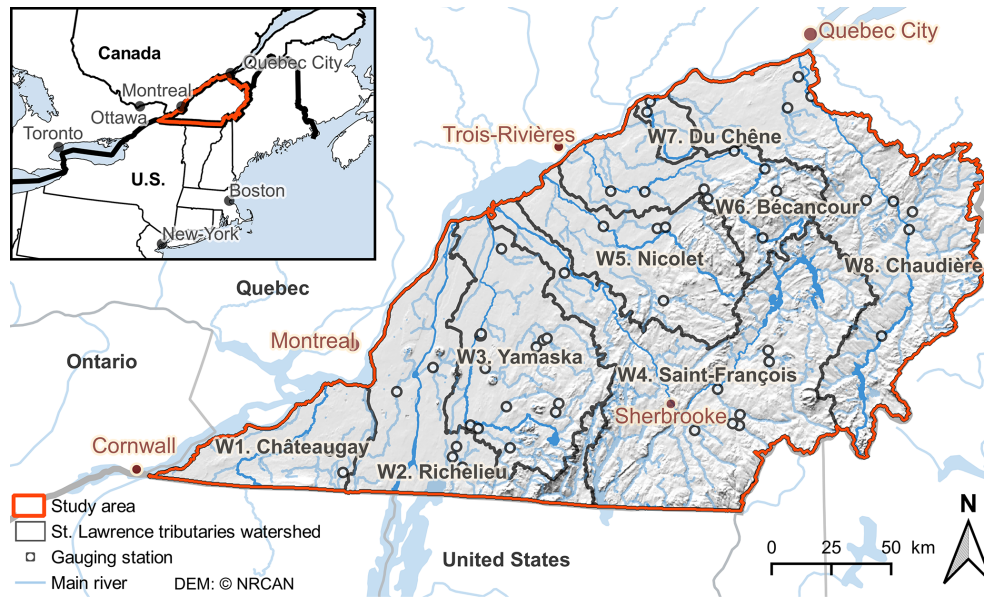 Canada
Quebec City
Montreal
Ottawa
Toronto
U.S.
Boston
New-York
Quebec City
Trois-Rivières
W7. Du Chêne
W6. Bécancour
W5. Nicolet
W8. Chaudière
Quebec
Montreal
Ontario
W3. Yamaska
W4. Saint-François
Sherbrooke
Cornwall
W1. Châteaugay
W2. Richelieu
Study area
St. Lawrence tributaries watershed
Gauging station
Main river
DEM: © NRCAN
United States
N
0 25 50 km